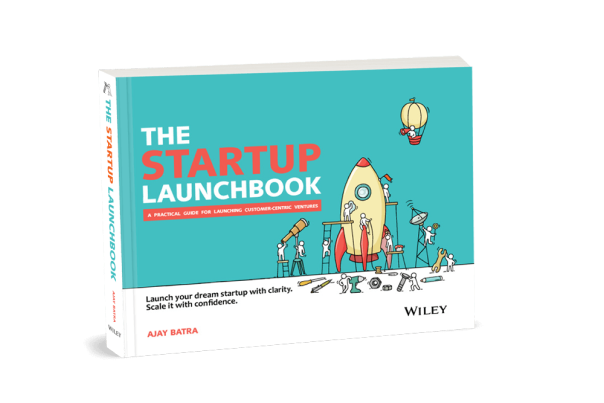 THE
STARTUP
LAUNCHBOOK
A PRACTICAL GUIDE FOR LAUNCHING CUSTOMER-CENTRIC VENTURES
Launch your dream startup with clarity.
Scale it with confidence.
AJAY BATRA
WILEY
THE STARTUP LAUNCHBOOK
AJAY BATRA
WILEY